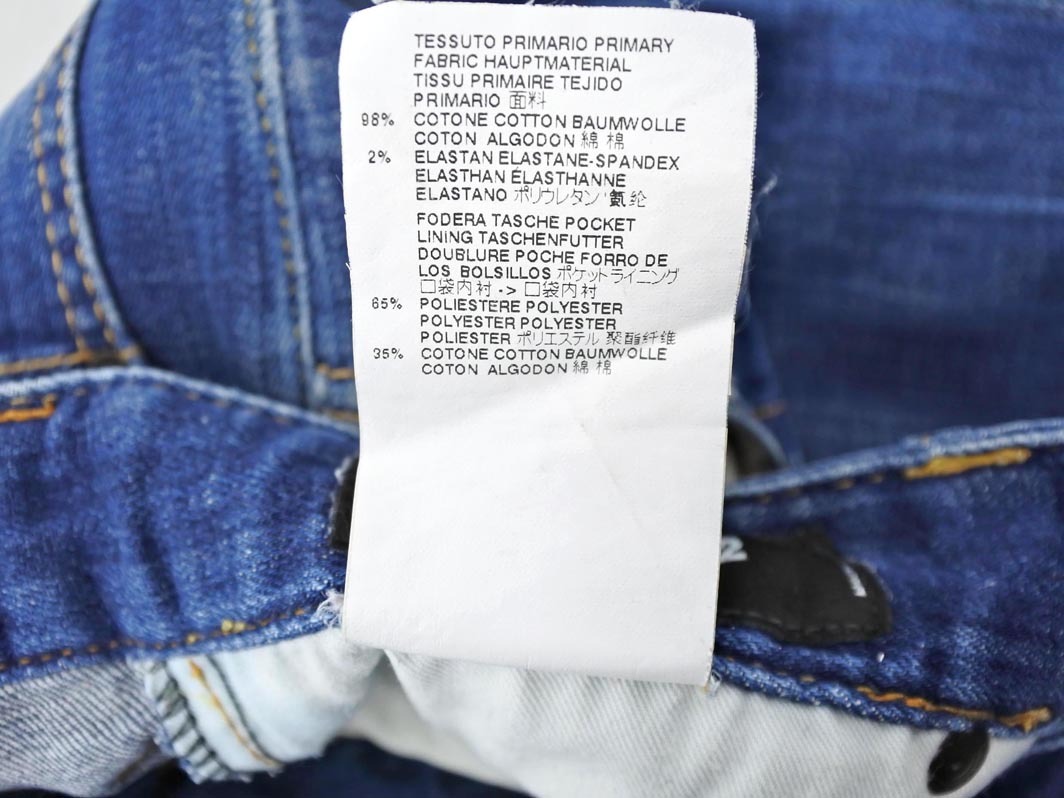 TESSUTO PRIMARIO PRIMARY
FABRIC HAUPTMATERIAL
TISSU PRIMAIRE TEJIDO
PRIMARIO 面料
98% COTONE COTTON BAUMWOLLE
COTON ALGODON 綿 棉
2% ELASTAN ELASTANE-SPANDEX
ELASTHAN ÉLASTHANNE
ELASTANO ポリウレタン 氨纶
FODERA TASCHE POCKET
LINING TASCHENFUTTER
DOUBLURE POCHE FORRO DE
LOS BOLSILLOS ポケットライニング
口袋内衬 -> 口袋内衬
65% POLIESTERE POLYESTER
POLYESTER POLYESTER
POLIESTER ポリエステル 聚酯纤维
35% COTONE COTTON BAUMWOLLE
COTON ALGODON 綿 棉